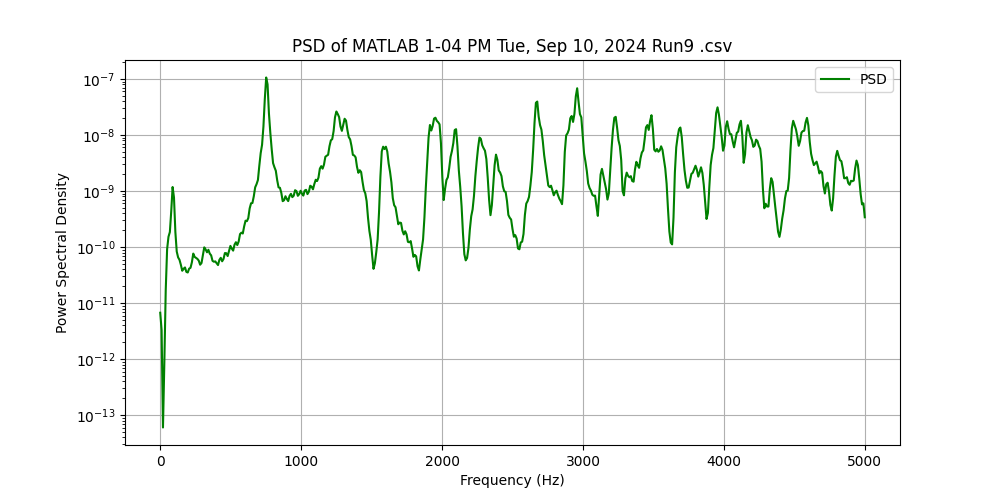 PSD of MATLAB 1-04 PM Tue, Sep 10, 2024 Run9 .csv
PSD
Power Spectral Density
10⁻⁷
10⁻⁸
10⁻⁹
10⁻¹⁰
10⁻¹¹
10⁻¹²
10⁻¹³
0 1000 2000 3000 4000 5000
Frequency (Hz)